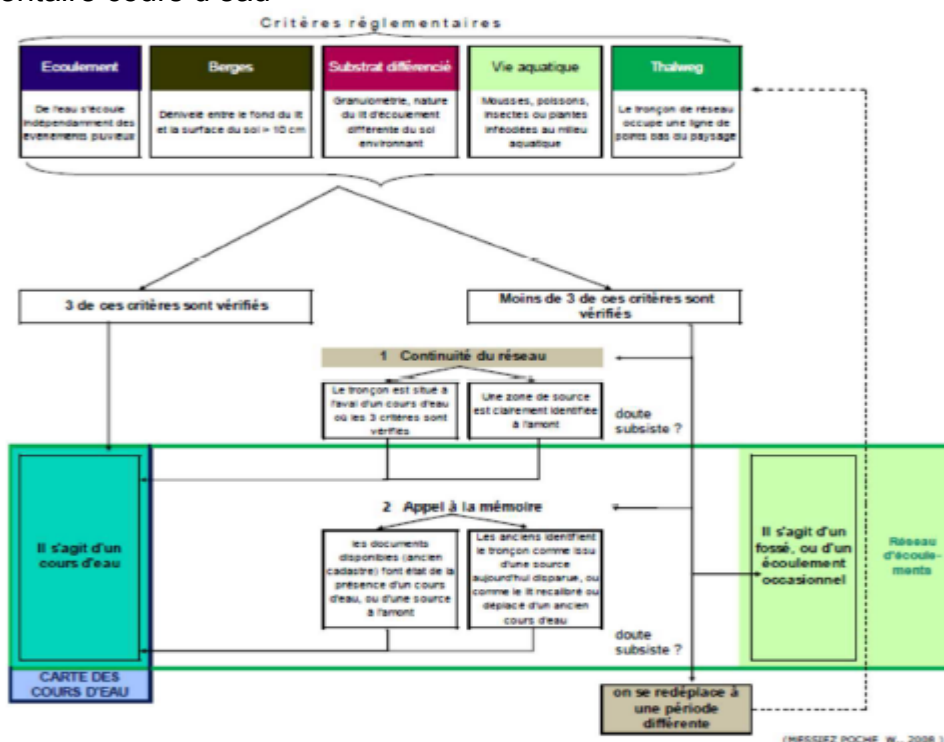 entaire cours d'eau
Critères réglementaires
Ecoulement
De l'eau s'écoule
indépendamment des
évènements pluvieux
Berges
Dénivelé entre le fond du lit
et la surface du sol > 10 cm
Substrat différencié
Granulométrie, nature
du lit d'écoulement
différente du sol
environnant
Vie aquatique
Mousses, poissons,
insectes ou plantes
inféodées au milieu
aquatique
Thalweg
Le tronçon de réseau
occupe une ligne de
points bas du paysage
3 de ces critères sont vérifiés
Moins de 3 de ces critères sont
vérifiés
1 Continuité du réseau
Le tronçon est situé à
l'aval d'un cours d'eau
où les 3 critères sont
vérifiés
Une zone de source
est clairement identifiée
à l'amont
doute
subsiste ?
2 Appel à la mémoire
les documents
disponibles (ancien
cadastre) font état de la
présence d'un cours
d'eau, ou d'une source
à l'amont
Les anciens identifient
le tronçon comme issu
d'une source
aujourd'hui disparue, ou
comme le lit recalibré ou
déplacé d'un ancien
cours d'eau
doute
subsiste ?
Il s'agit d'un
cours d'eau
CARTE DES
COURS D'EAU
Il s'agit d'un
fossé, ou d'un
écoulement
occasionnel
Réseau
d'écoule-
ments
on se redéplace à
une période
différente
(MESSIEZ POCHE W., 2008 )